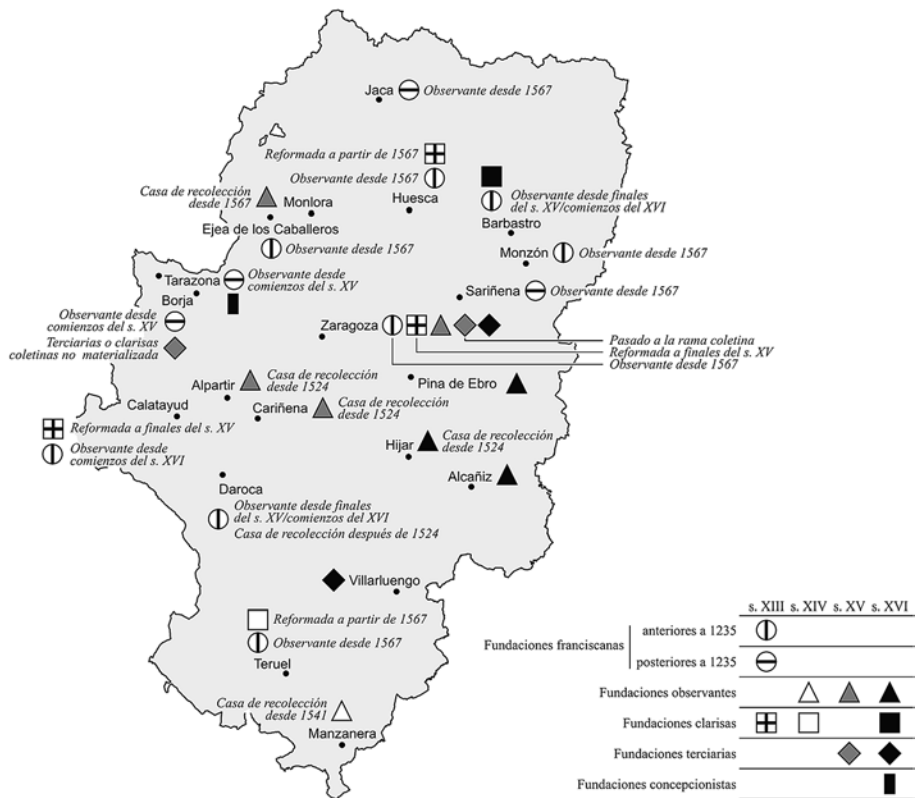 Jaca
Observante desde 1567
Reformada a partir de 1567
Observante desde 1567
Huesca
Casa de recolección
desde 1567
Monlora
Ejea de los Caballeros
Observante desde 1567
Observante desde finales
del s. XV/comienzos del XVI
Barbastro
Monzón
Observante desde 1567
Tarazona
Observante desde
comienzos del s. XV
Borja
Sariñena
Observante desde 1567
Observante desde
comienzos del s. XV
Terciarias o clarisas
coletinas no materializada
Zaragoza
Pasado a la rama coletina
Reformada a finales del s. XV
Observante desde 1567
Alpartir
Casa de recolección
desde 1524
Pina de Ebro
Calatayud
Cariñena
Casa de recolección
desde 1524
Reformada a finales del s. XV
Observante desde
comienzos del s. XVI
Hijar
Casa de recolección
desde 1524
Alcañiz
Daroca
Observante desde finales
del s. XV/comienzos del XVI
Casa de recolección después de 1524
Villarluengo
Reformada a partir de 1567
Observante desde 1567
Teruel
Casa de recolección
desde 1541
Manzanera
s. XIII s. XIV s. XV s. XVI
Fundaciones franciscanas
anteriores a 1235
posteriores a 1235
Fundaciones observantes
Fundaciones clarisas
Fundaciones terciarias
Fundaciones concepcionistas